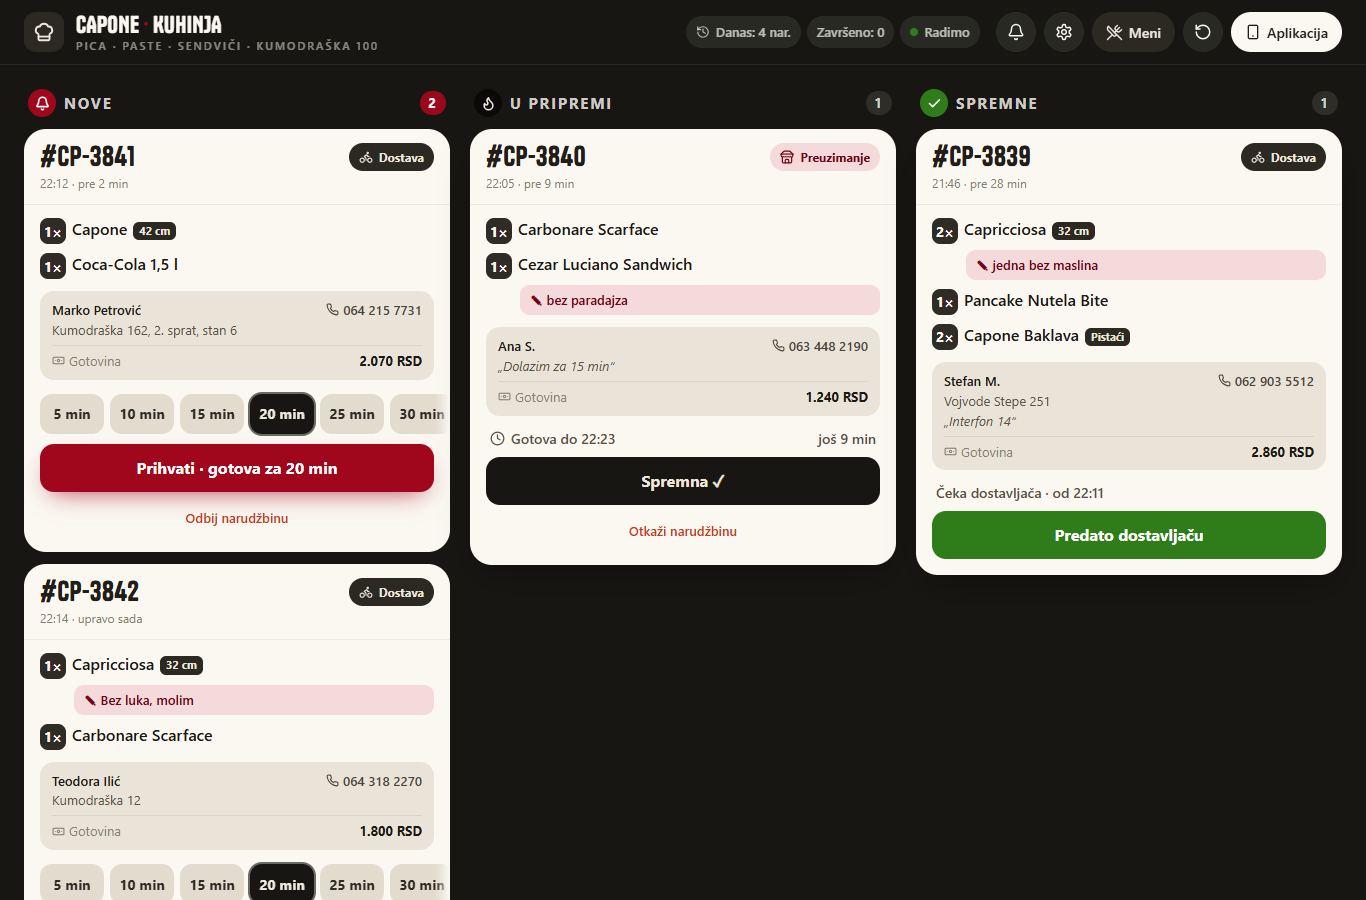 CAPONE · KUHINJA
PICA · PASTE · SENDVIČI · KUMODRAŠKA 100
Danas: 4 nar.
Završeno: 0
Radimo
Meni
Aplikacija
NOVE
2
#CP-3841
Dostava
22:12 · pre 2 min
1× Capone 42 cm
1× Coca-Cola 1,5 l
Marko Petrović
064 215 7731
Kumodraška 162, 2. sprat, stan 6
Gotovina
2.070 RSD
5 min
10 min
15 min
20 min
25 min
30 min
Prihvati · gotova za 20 min
Odbij narudžbinu
#CP-3842
Dostava
22:14 · upravo sada
1× Capricciosa 32 cm
Bez luka, molim
1× Carbonare Scarface
Teodora Ilić
064 318 2270
Kumodraška 12
Gotovina
1.800 RSD
5 min
10 min
15 min
20 min
25 min
30 min
U PRIPREMI
1
#CP-3840
Preuzimanje
22:05 · pre 9 min
1× Carbonare Scarface
1× Cezar Luciano Sandwich
bez paradajza
Ana S.
063 448 2190
„Dolazim za 15 min“
Gotovina
1.240 RSD
Gotova do 22:23
još 9 min
Spremna ✓
Otkaži narudžbinu
SPREMNE
1
#CP-3839
Dostava
21:46 · pre 28 min
2× Capricciosa 32 cm
jedna bez maslina
1× Pancake Nutela Bite
2× Capone Baklava Pistaći
Stefan M.
062 903 5512
Vojvode Stepe 251
„Interfon 14“
Gotovina
2.860 RSD
Čeka dostavljača · od 22:11
Predato dostavljaču